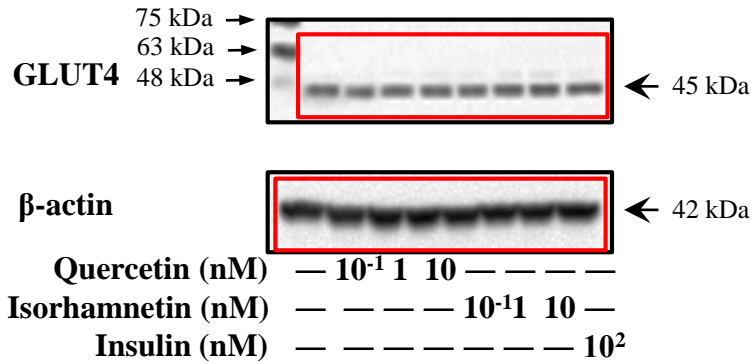 75 kDa
63 kDa
GLUT4 48 kDa 45 kDa
β-actin 42 kDa
Quercetin (nM) — 10⁻¹ 1 10 — — — —
Isorhamnetin (nM) — — — — 10⁻¹ 1 10 —
Insulin (nM) — — — — — — — 10²